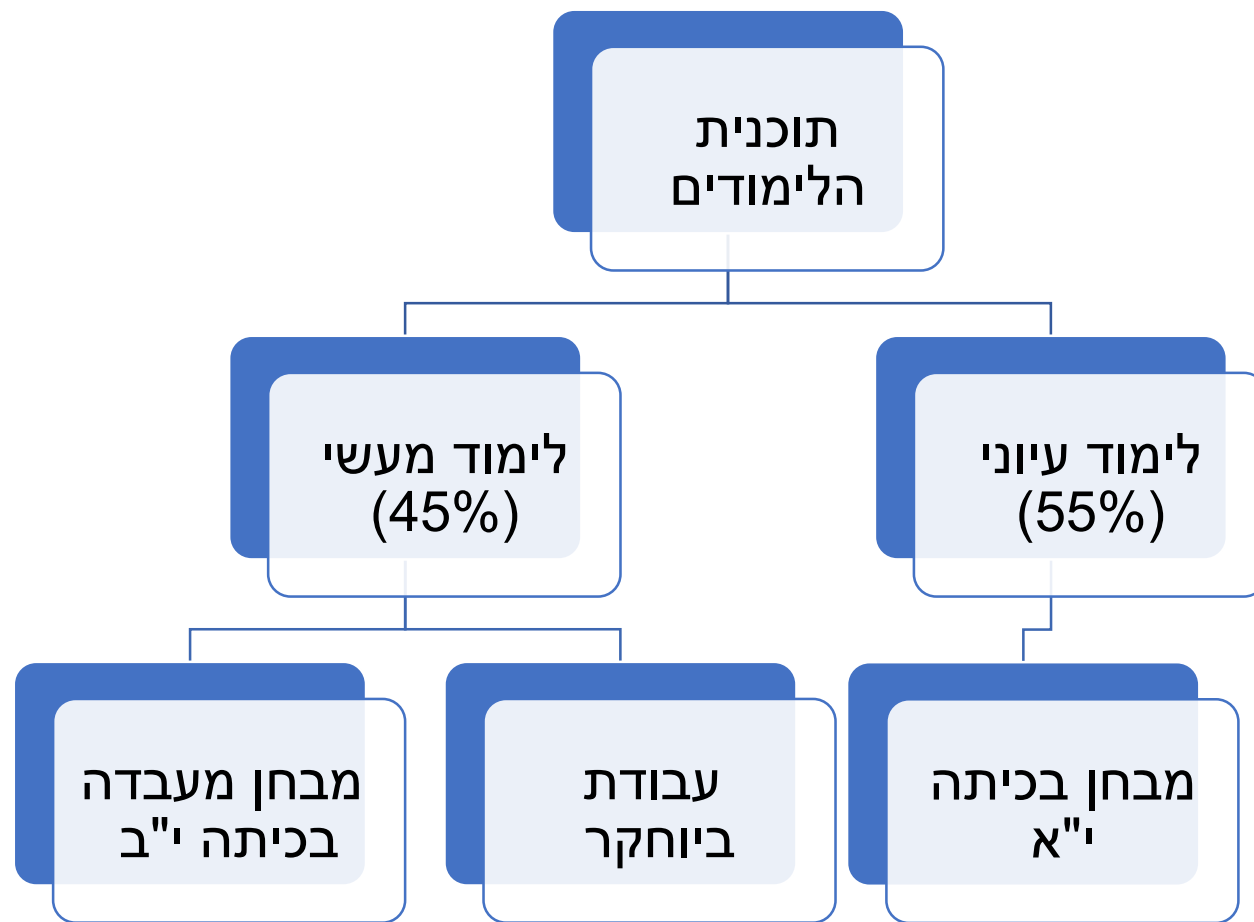 תוכנית
הלימודים
לימוד עיוני
(55%)
לימוד מעשי
(45%)
מבחן בכיתה
י"א
עבודת
ביוחקר
מבחן מעבדה
בכיתה י"ב